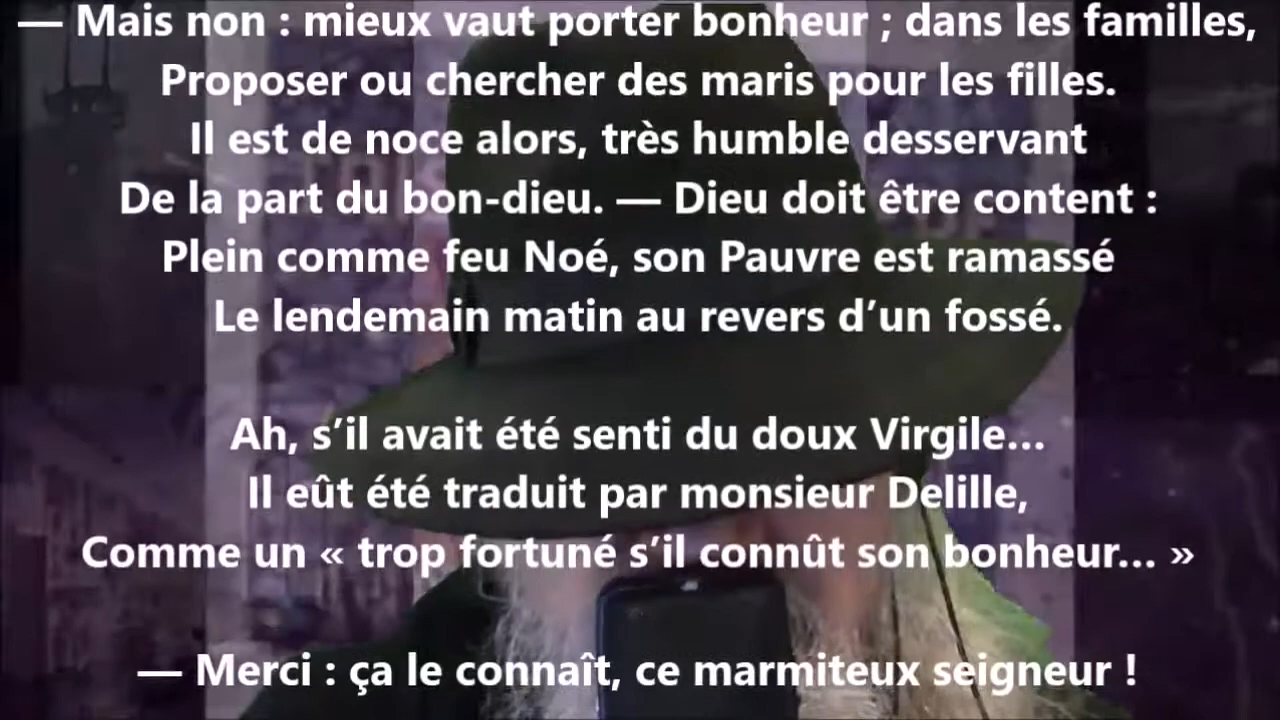 — Mais non : mieux vaut porter bonheur ; dans les familles,
Proposer ou chercher des maris pour les filles.
Il est de noce alors, très humble desservant
De la part du bon-dieu. — Dieu doit être content :
Plein comme feu Noé, son Pauvre est ramassé
Le lendemain matin au revers d’un fossé.
Ah, s’il avait été senti du doux Virgile…
Il eût été traduit par monsieur Delille,
Comme un « trop fortuné s’il connût son bonheur… »
— Merci : ça le connaît, ce marmiteux seigneur !